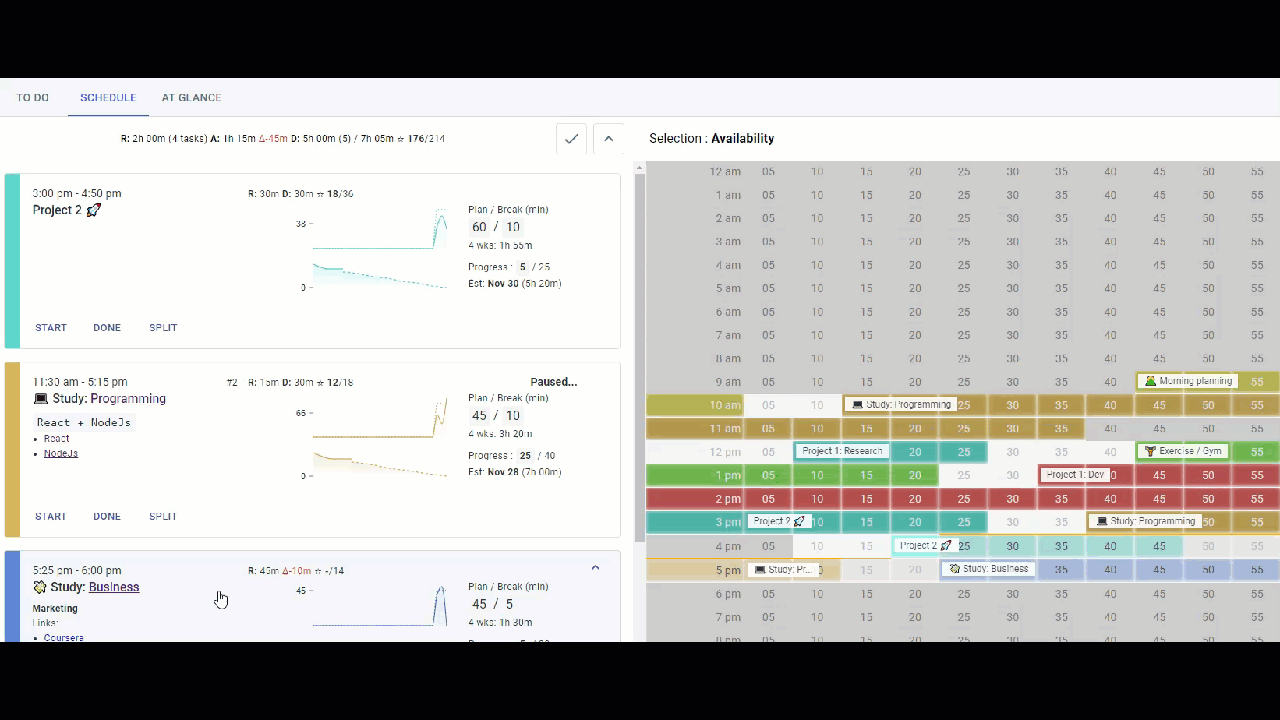 TO DO SCHEDULE AT GLANCE
R: 2h 00m (4 tasks) A: 1h 15m Δ-45m D: 5h 00m (5) / 7h 05m ☆ 176/214
3:00 pm - 4:50 pm
Project 2 🚀
R: 30m D: 30m ☆ 18/36
38
0
Plan / Break (min)
60 / 10
4 wks: 1h 55m
Progress : 5 / 25
Est: Nov 30 (5h 20m)
START DONE SPLIT
11:30 am - 5:15 pm
💻 Study: Programming
React + NodeJs
• React
• NodeJs
#2 R: 15m D: 30m ☆ 12/18
65
0
Paused...
Plan / Break (min)
45 / 10
4 wks: 3h 20m
Progress : 25 / 40
Est: Nov 28 (7h 00m)
START DONE SPLIT
5:25 pm - 6:00 pm
Study: Business
Marketing
Links:
• Coursera
R: 45m Δ-10m ☆ -/14
45
Plan / Break (min)
45 / 5
4 wks: 1h 30m
Selection : Availability
12 am 05 10 15 20 25 30 35 40 45 50 55
1 am 05 10 15 20 25 30 35 40 45 50 55
2 am 05 10 15 20 25 30 35 40 45 50 55
3 am 05 10 15 20 25 30 35 40 45 50 55
4 am 05 10 15 20 25 30 35 40 45 50 55
5 am 05 10 15 20 25 30 35 40 45 50 55
6 am 05 10 15 20 25 30 35 40 45 50 55
7 am 05 10 15 20 25 30 35 40 45 50 55
8 am 05 10 15 20 25 30 35 40 45 50 55
9 am 05 10 15 20 25 30 35 40 Morning planning 55
10 am 05 10 Study: Programming 25 30 35 40 45 50 55
11 am 05 10 15 20 25 30 35 40 45 50 55
12 pm 05 Project 1: Research 20 25 30 35 40 Exercise / Gym 55
1 pm 05 10 15 20 25 30 Project 1: Dev 40 45 50 55
2 pm 05 10 15 20 25 30 35 40 45 50 55
3 pm Project 2 🚀 10 15 20 25 30 35 💻 Study: Programming 50 55
4 pm 05 10 15 Project 2 🚀 25 30 35 40 45 50 55
5 pm 💻 Study: Pr... 15 20 Study: Business 35 40 45 50 55
6 pm 05 10 15 20 25 30 35 40 45 50 55
7 pm 05 10 15 20 25 30 35 40 45 50 55